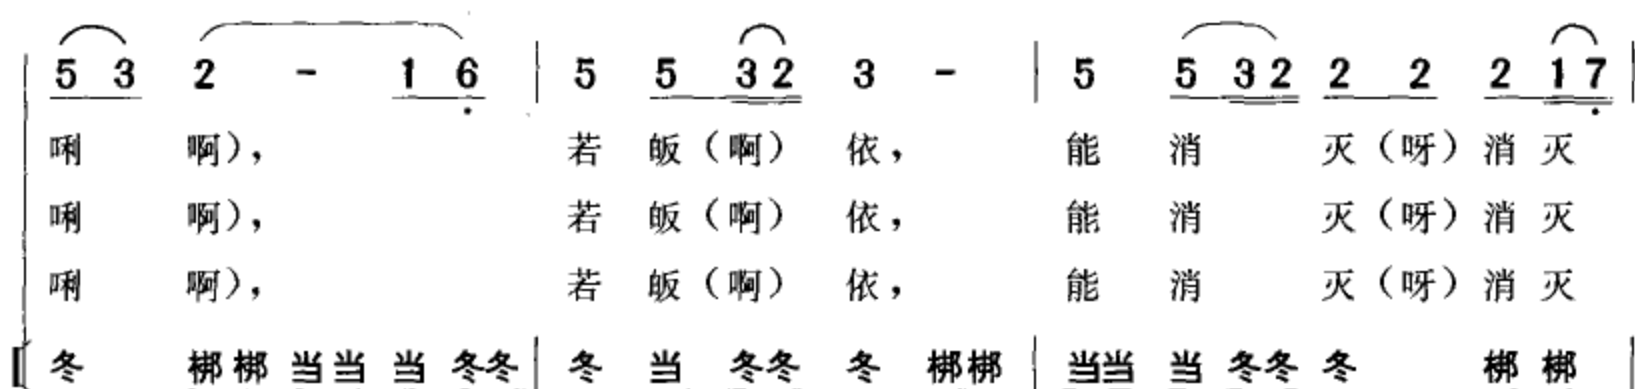 5 3 2 - 1 6 | 5 5 3 2 3 - | 5 5 3 2 2 2 2 1 7 |
唎 啊), 若 皈(啊) 依, 能 消 灭(呀)消 灭
唎 啊), 若 皈(啊) 依, 能 消 灭(呀)消 灭
唎 啊), 若 皈(啊) 依, 能 消 灭(呀)消 灭
冬 梆梆 当当 当 冬冬 | 冬 当 冬冬 冬 梆梆 | 当当 当 冬冬 冬 梆 梆